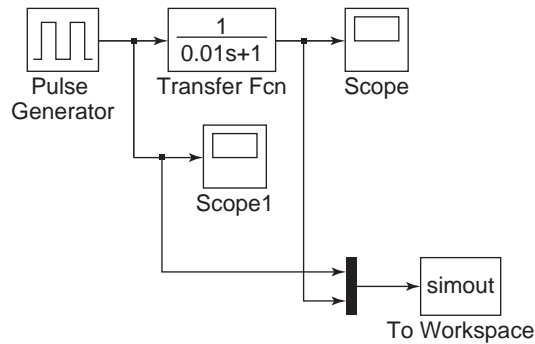 1
0.01s+1
Pulse
Generator
Transfer Fcn
Scope
Scope1
simout
To Workspace